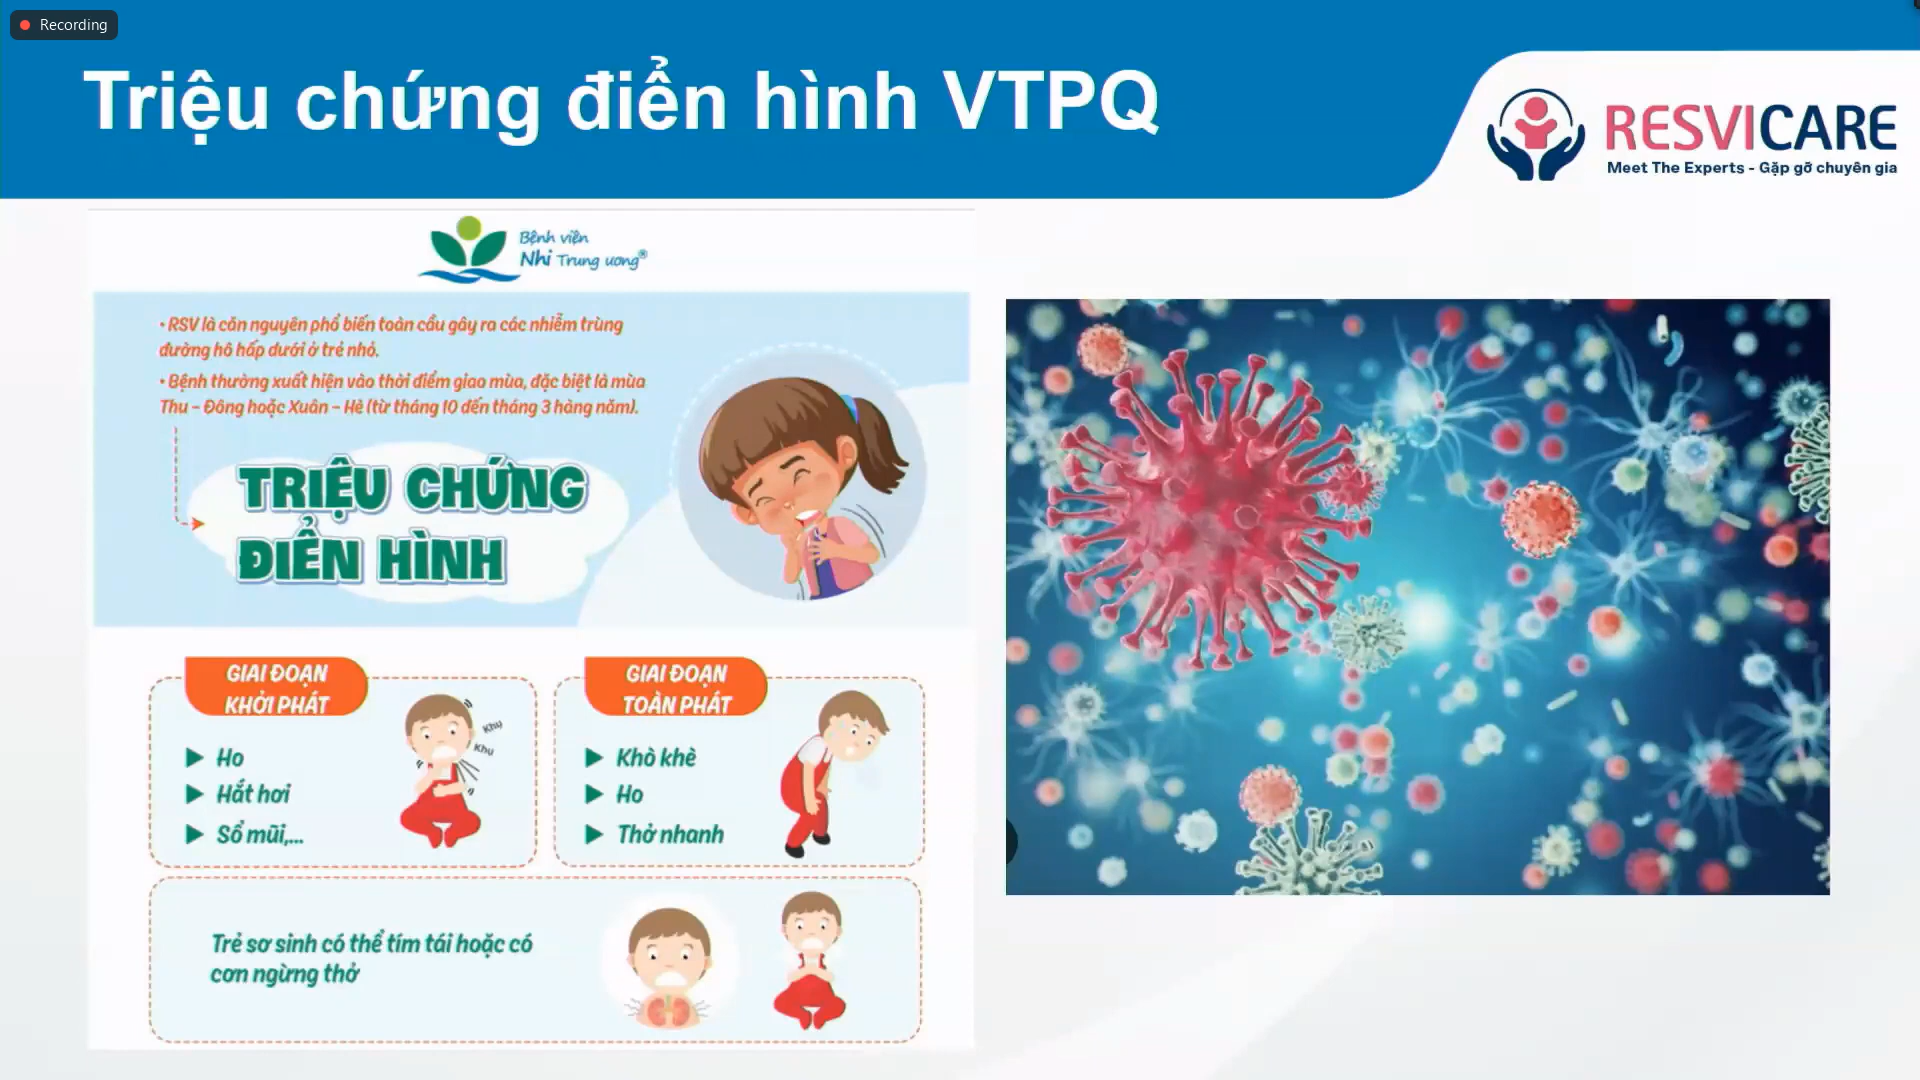 Recording
Triệu chứng điển hình VTPQ
RESVICARE
Meet The Experts - Gặp gỡ chuyên gia
Bệnh viện
Nhi Trung ương®
• RSV là căn nguyên phổ biến toàn cầu gây ra các nhiễm trùng
đường hô hấp dưới ở trẻ nhỏ.
• Bệnh thường xuất hiện vào thời điểm giao mùa, đặc biệt là mùa
Thu - Đông hoặc Xuân - Hè (từ tháng 10 đến tháng 3 hàng năm).
TRIỆU CHỨNG
ĐIỂN HÌNH
GIAI ĐOẠN
KHỞI PHÁT
Ho
Hắt hơi
Sổ mũi,...
Khụ
Khụ
GIAI ĐOẠN
TOÀN PHÁT
Khò khè
Ho
Thở nhanh
Trẻ sơ sinh có thể tím tái hoặc có
cơn ngừng thở